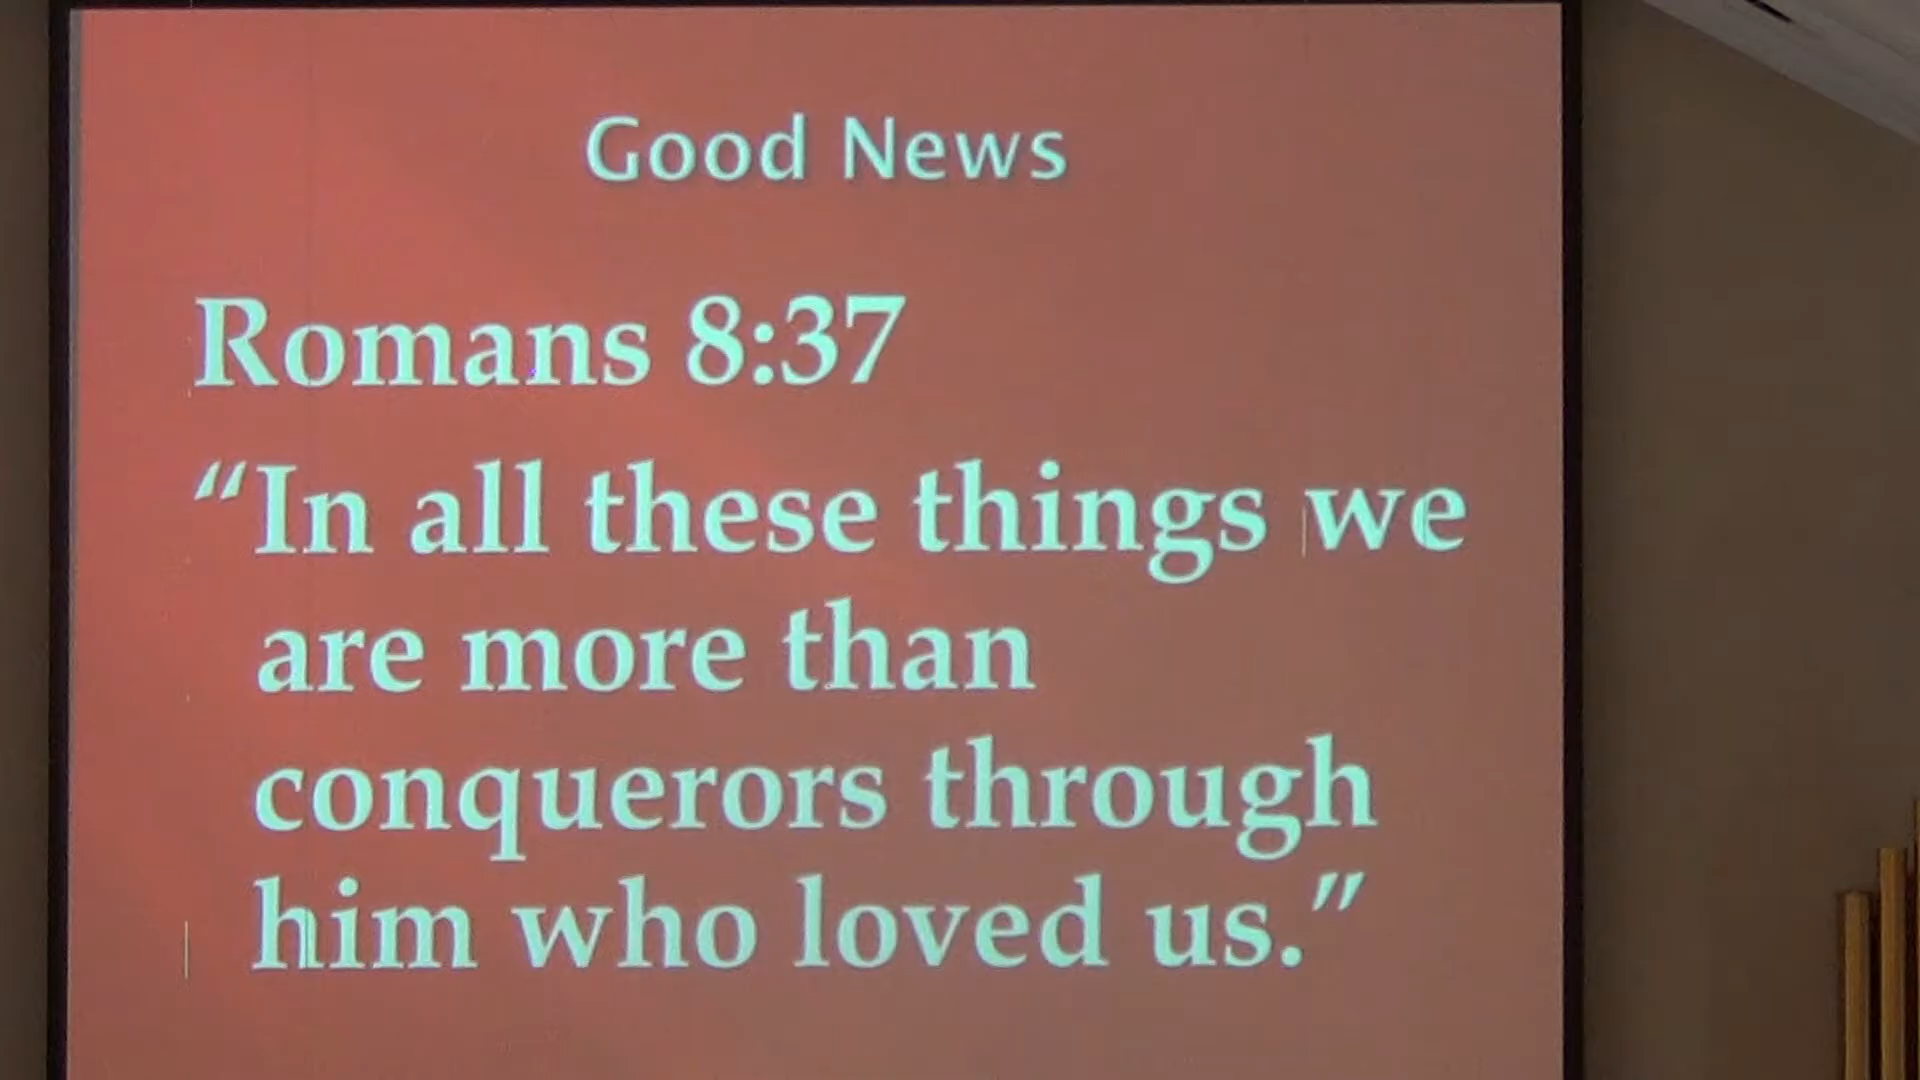 Good News
Romans 8:37
“In all these things we
are more than
conquerors through
him who loved us.”